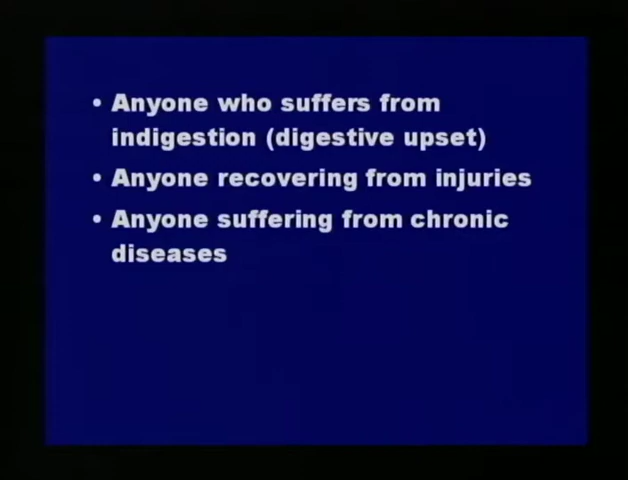 • Anyone who suffers from
indigestion (digestive upset)
• Anyone recovering from injuries
• Anyone suffering from chronic
diseases